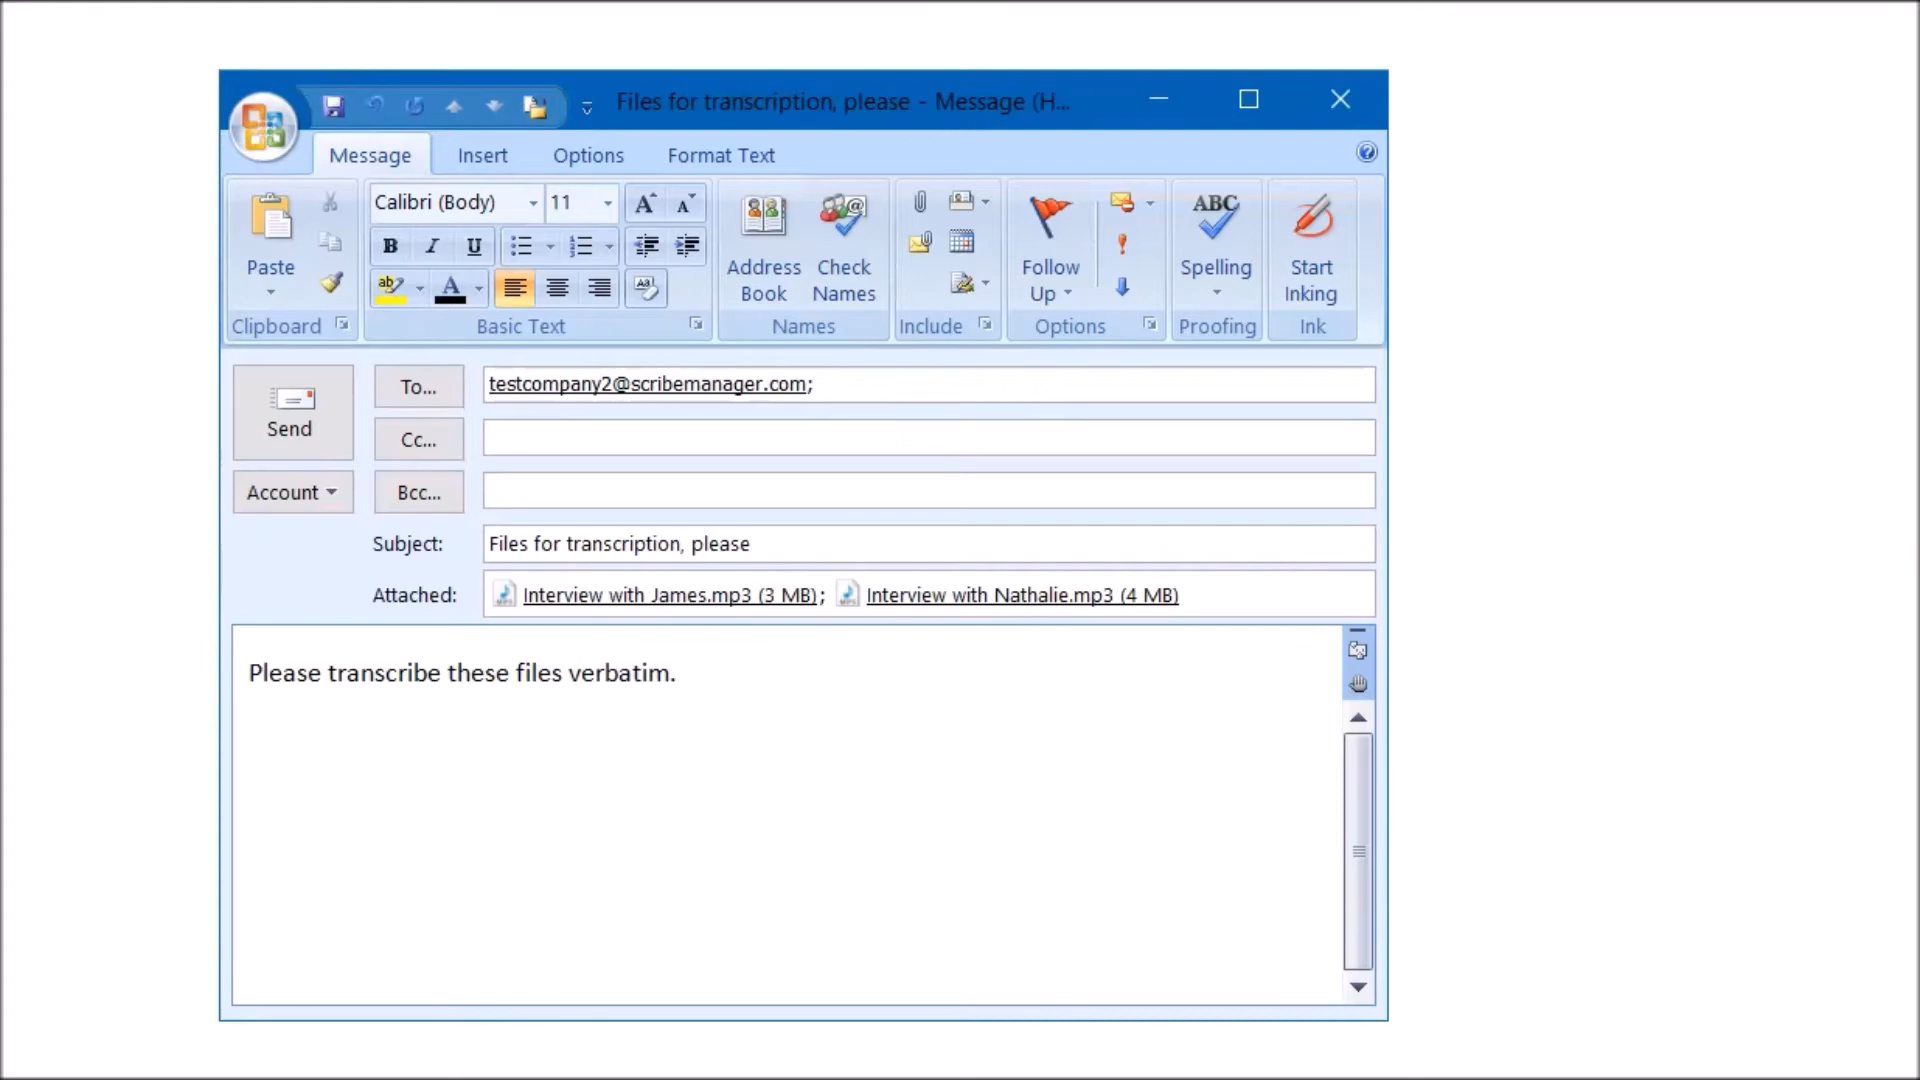 Files for transcription, please - Message (H...
Message Insert Options Format Text
Calibri (Body) 11 A A
ABC
B I U
Paste
Address Book
Check Names
Follow Up
Spelling
Start Inking
ab A Aa
Clipboard Basic Text Names Include Options Proofing Ink
To... testcompany2@scribemanager.com;
Send
Cc...
Account Bcc...
Subject: Files for transcription, please
Attached: Interview with James.mp3 (3 MB); Interview with Nathalie.mp3 (4 MB)
Please transcribe these files verbatim.